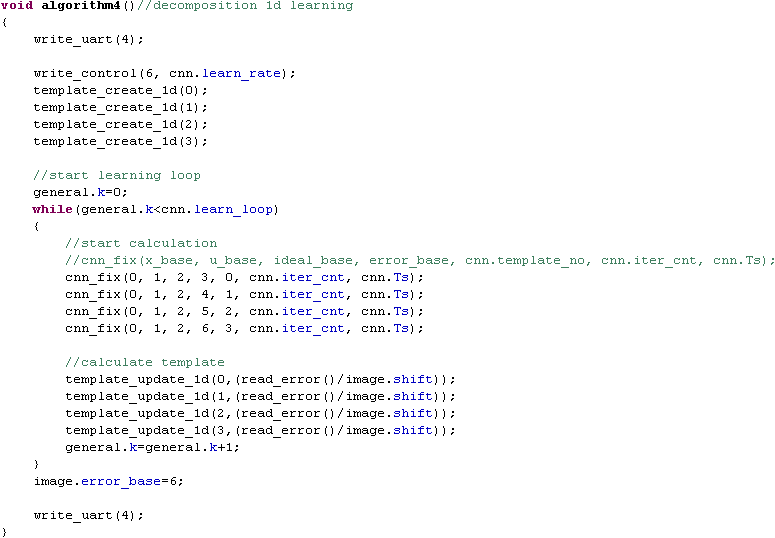 void algorithm4()//decomposition 1d learning
{
    write_uart(4);

    write_control(6, cnn.learn_rate);
    template_create_1d(0);
    template_create_1d(1);
    template_create_1d(2);
    template_create_1d(3);

    //start learning loop
    general.k=0;
    while(general.k<cnn.learn_loop)
    {
        //start calculation
        //cnn_fix(x_base, u_base, ideal_base, error_base, cnn.template_no, cnn.iter_cnt, cnn.Ts);
        cnn_fix(0, 1, 2, 3, 0, cnn.iter_cnt, cnn.Ts);
        cnn_fix(0, 1, 2, 4, 1, cnn.iter_cnt, cnn.Ts);
        cnn_fix(0, 1, 2, 5, 2, cnn.iter_cnt, cnn.Ts);
        cnn_fix(0, 1, 2, 6, 3, cnn.iter_cnt, cnn.Ts);

        //calculate template
        template_update_1d(0,(read_error()/image.shift));
        template_update_1d(1,(read_error()/image.shift));
        template_update_1d(2,(read_error()/image.shift));
        template_update_1d(3,(read_error()/image.shift));
        general.k=general.k+1;
    }
    image.error_base=6;

    write_uart(4);
}